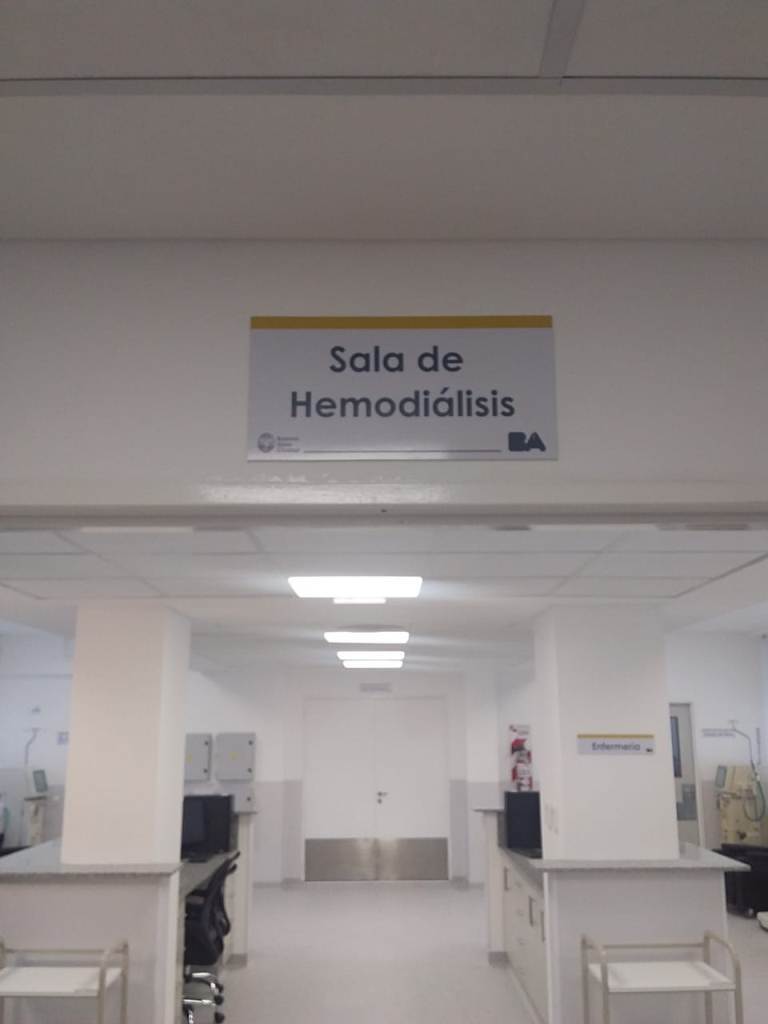 Sala de
Hemodiálisis
BA
Enfermería